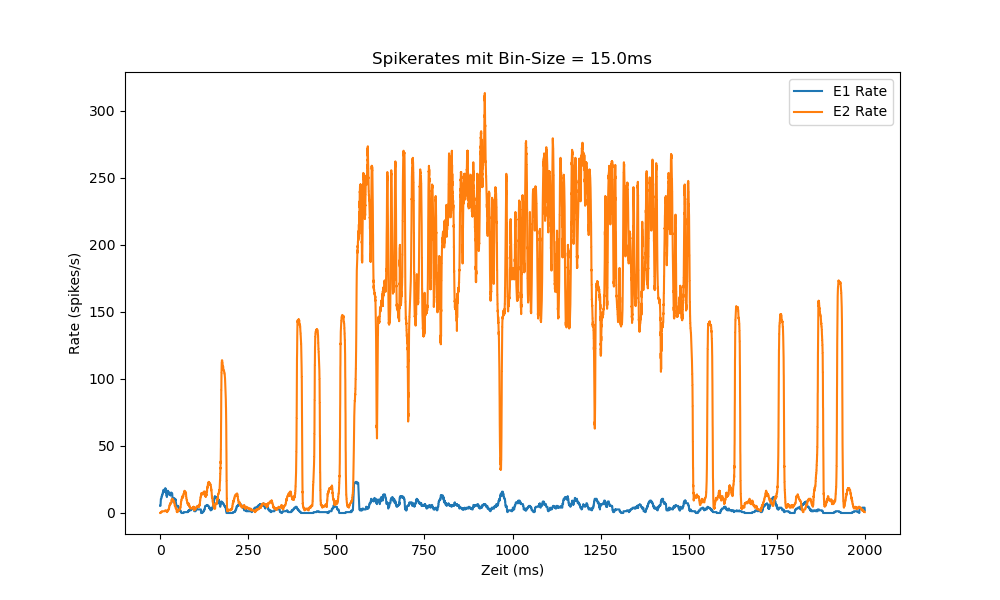 Spikerates mit Bin-Size = 15.0ms
E1 Rate
E2 Rate
Rate (spikes/s)
300
250
200
150
100
50
0
0 250 500 750 1000 1250 1500 1750 2000
Zeit (ms)